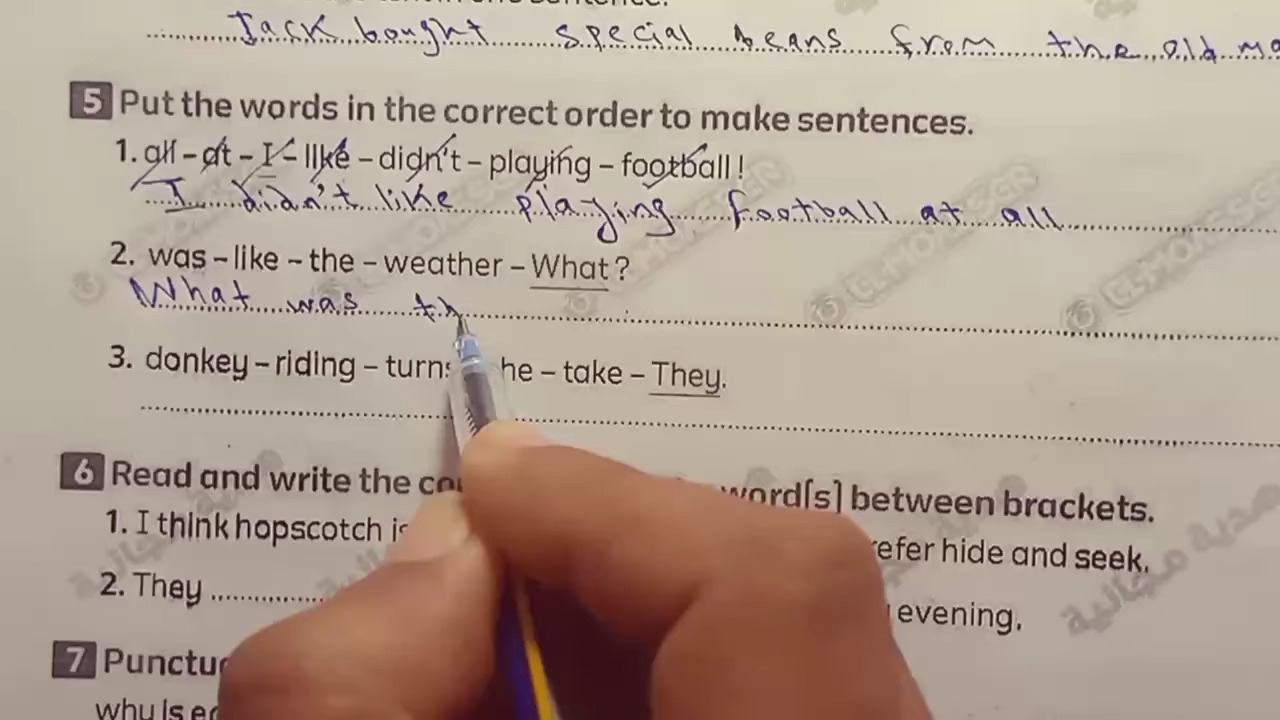 Jack bought special beans from the old
5 Put the words in the correct order to make sentences.
1. all – at – I – like – didn't – playing – football!
I didn't like playing football at all
2. was – like – the – weather – What?
What was th
3. donkey – riding – turns he – take – They.
6 Read and write the word[s] between brackets.
1. I think hopscotch is refer hide and seek.
2. They evening.
7
why is